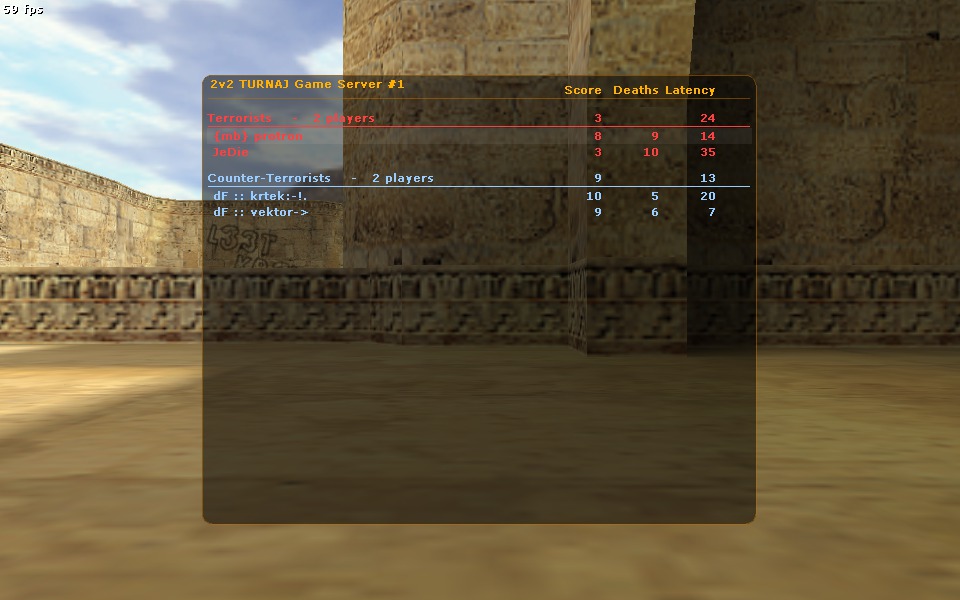 59 fps
2v2 TURNAJ Game Server #1 Score Deaths Latency
Terrorists - 2 players 3 24
{mb} protron 8 9 14
JeDie 3 10 35
Counter-Terrorists - 2 players 9 13
dF :: krtek:-!. 10 5 20
dF :: vektor-> 9 6 7
L33T